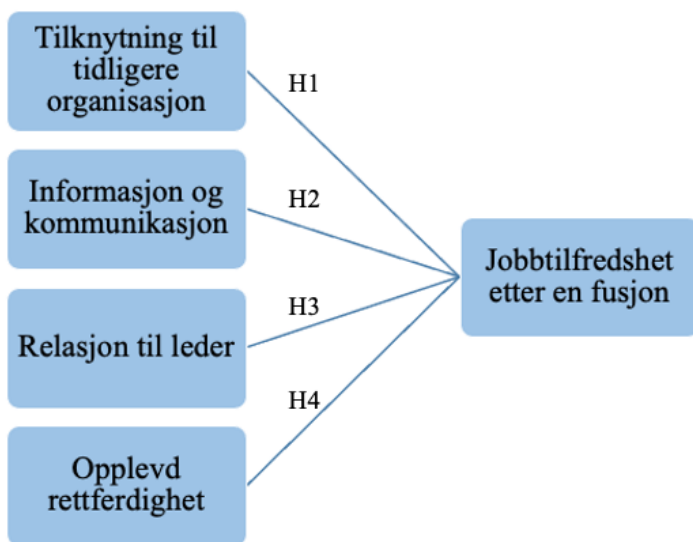 Tilknytning til
tidligere
organisasjon
H1
Informasjon og
kommunikasjon
H2
Jobbtilfredshet
etter en fusjon
H3
Relasjon til leder
H4
Opplevd
rettferdighet